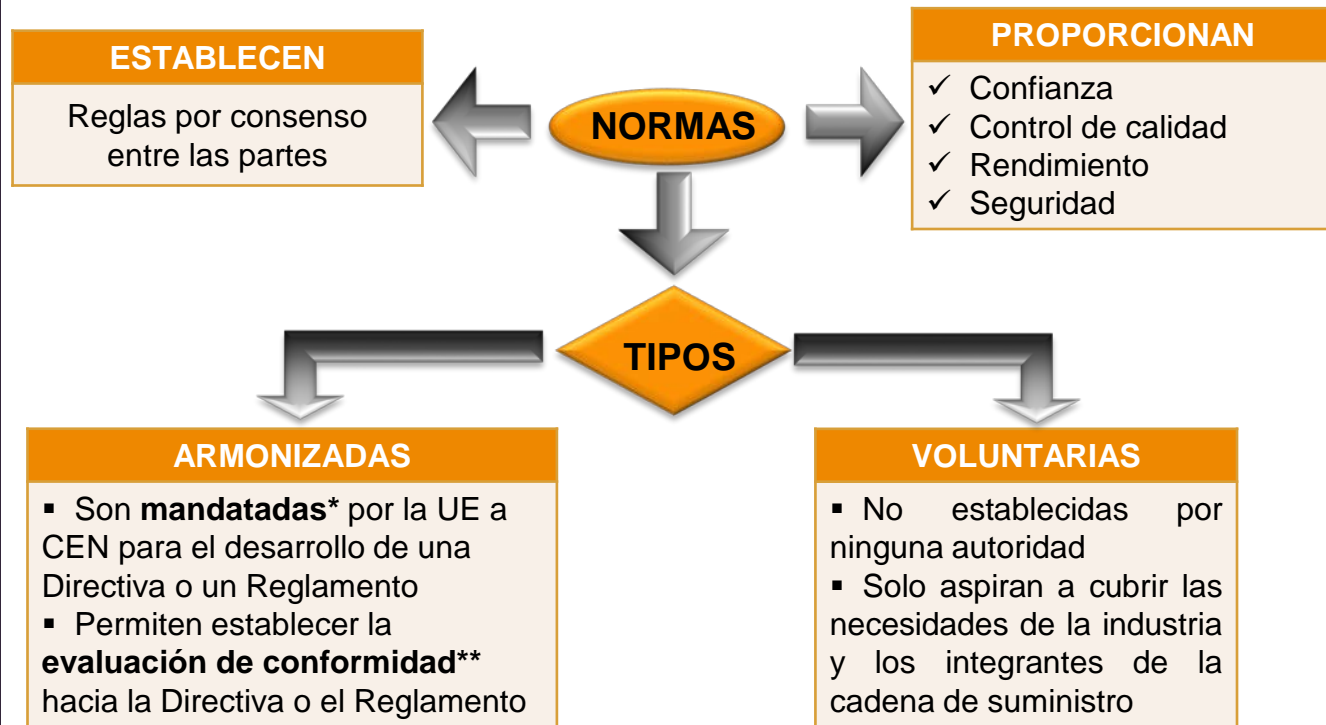 ESTABLECEN
Reglas por consenso
entre las partes
NORMAS
PROPORCIONAN
✓ Confianza
✓ Control de calidad
✓ Rendimiento
✓ Seguridad
TIPOS
ARMONIZADAS
▪ Son mandatadas* por la UE a
CEN para el desarrollo de una
Directiva o un Reglamento
▪ Permiten establecer la
evaluación de conformidad**
hacia la Directiva o el Reglamento
VOLUNTARIAS
▪ No establecidas por
ninguna autoridad
▪ Solo aspiran a cubrir las
necesidades de la industria
y los integrantes de la
cadena de suministro